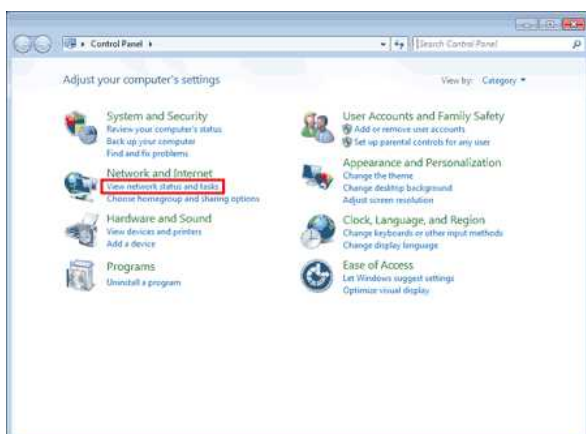 Control Panel
Search Control Panel
Adjust your computer's settings
View by: Category
System and Security
Review your computer's status
Back up your computer
Find and fix problems
Network and Internet
View network status and tasks
Choose homegroup and sharing options
Hardware and Sound
View devices and printers
Add a device
Programs
Uninstall a program
User Accounts and Family Safety
Add or remove user accounts
Set up parental controls for any user
Appearance and Personalization
Change the theme
Change desktop background
Adjust screen resolution
Clock, Language, and Region
Change keyboards or other input methods
Change display language
Ease of Access
Let Windows suggest settings
Optimize visual display